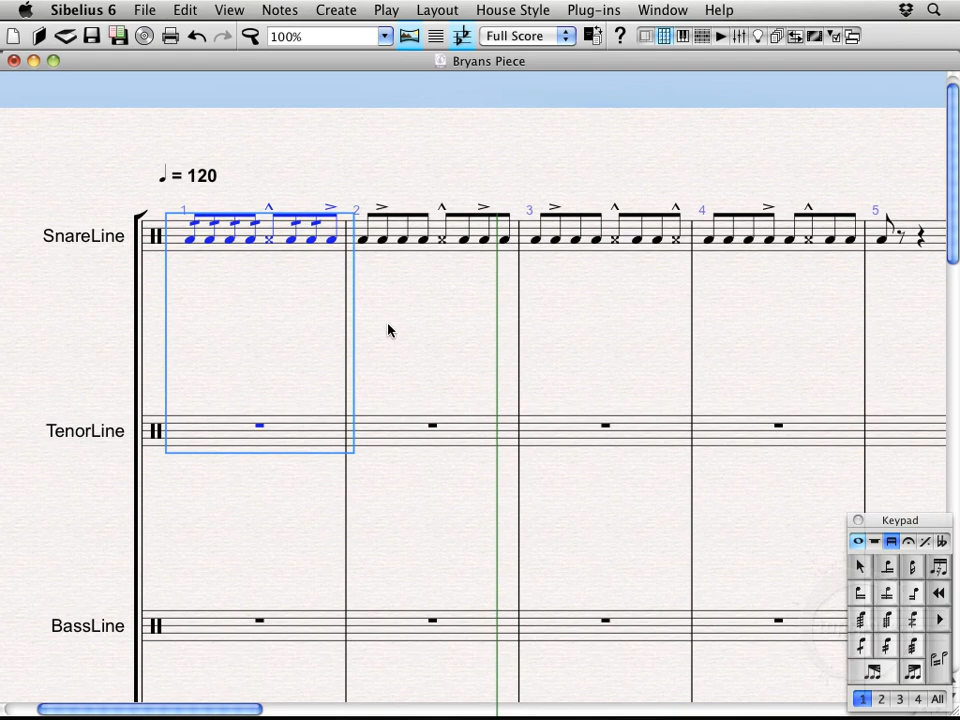 Sibelius 6 File Edit View Notes Create Play Layout House Style Plug-ins Window Help
100% Full Score ?
Bryans Piece
= 120
1 2 3 4 5
SnareLine
TenorLine
BassLine
Keypad
1 2 3 4 All